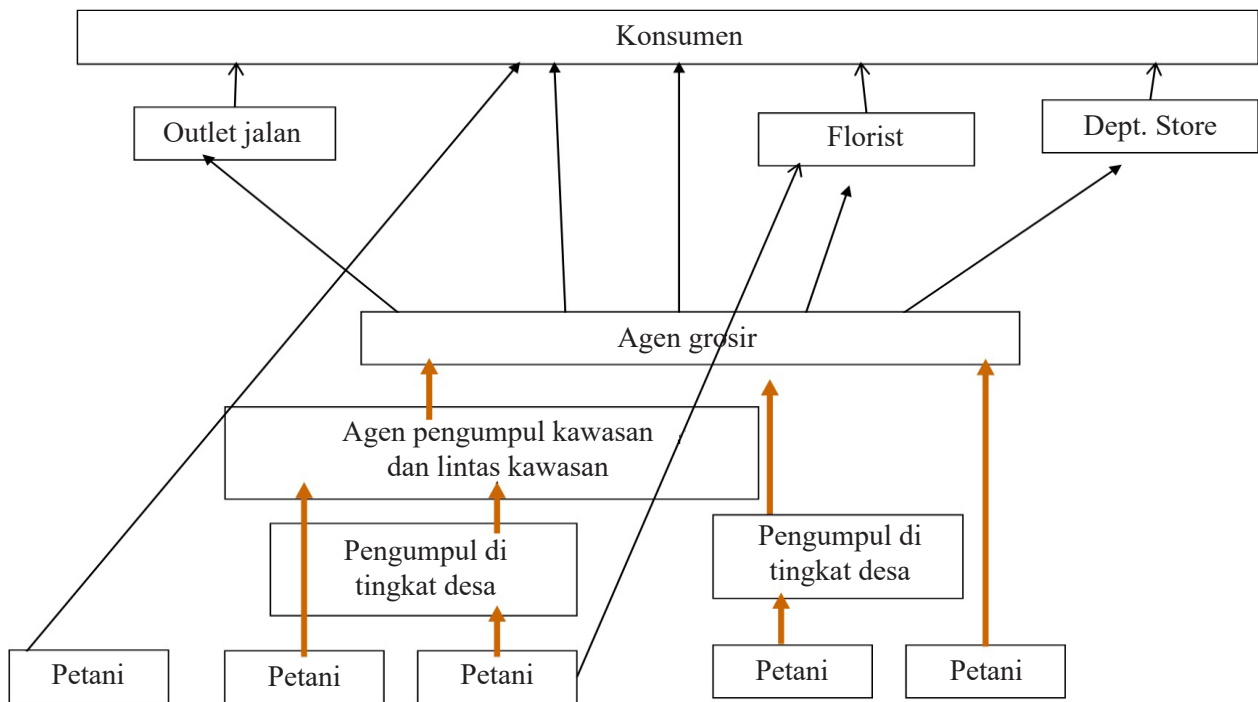 Konsumen
Outlet jalan
Florist
Dept. Store
Agen grosir
Agen pengumpul kawasan
dan lintas kawasan
Pengumpul di
tingkat desa
Pengumpul di
tingkat desa
Petani
Petani
Petani
Petani
Petani